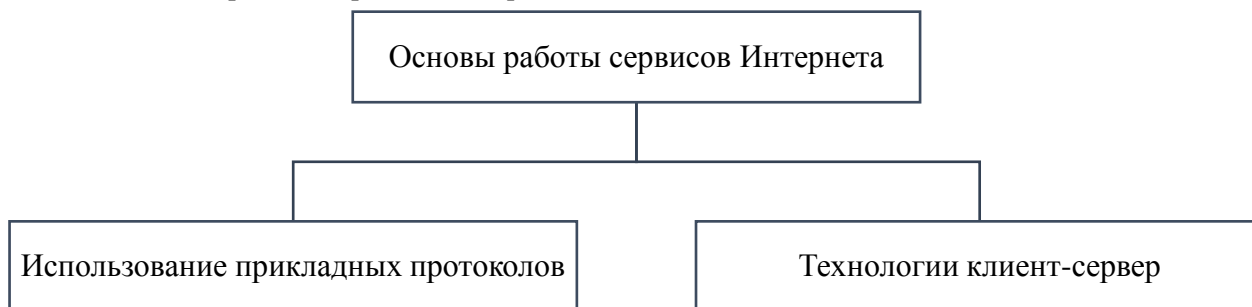 Основы работы сервисов Интернета
Использование прикладных протоколов
Технологии клиент-сервер